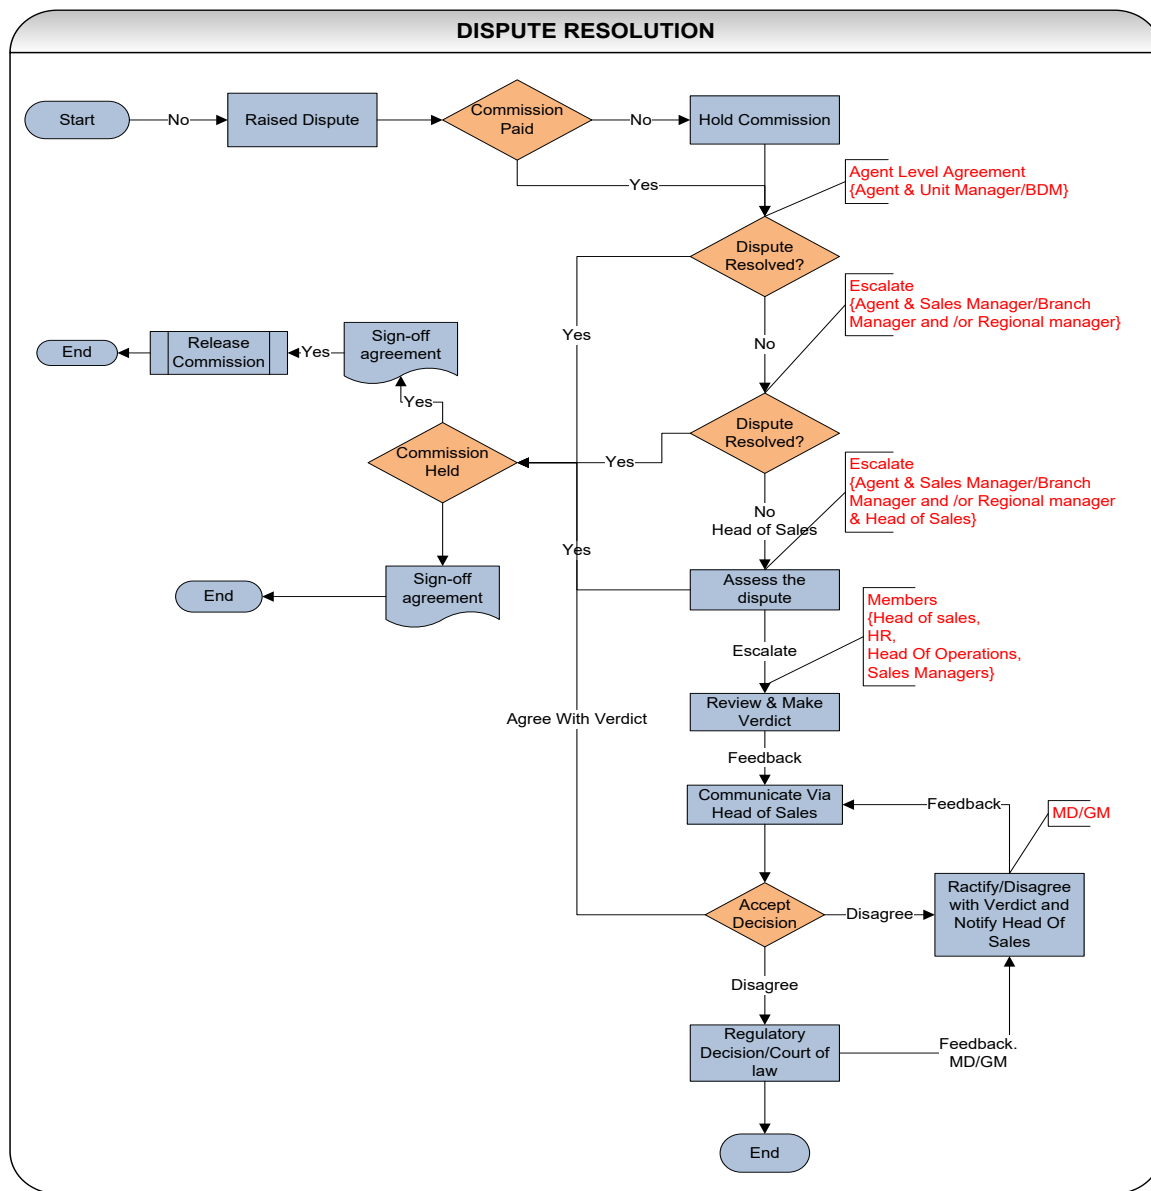 DISPUTE RESOLUTION
Start
No
Raised Dispute
Commission
Paid
No
Hold Commission
Yes
Agent Level Agreement
{Agent & Unit Manager/BDM}
Dispute
Resolved?
Escalate
{Agent & Sales Manager/Branch
Manager and /or Regional manager}
Yes
No
End
Release
Commission
Yes
Sign-off
agreement
Yes
Commission
Held
Yes
Dispute
Resolved?
Escalate
{Agent & Sales Manager/Branch
Manager and /or Regional manager
& Head of Sales}
No
Head of Sales
Yes
End
Sign-off
agreement
Assess the
dispute
Members
{Head of sales,
HR,
Head Of Operations,
Sales Managers}
Escalate
Review & Make
Verdict
Agree With Verdict
Feedback
Communicate Via
Head of Sales
Feedback
MD/GM
Accept
Decision
Disagree
Ractify/Disagree
with Verdict and
Notify Head Of
Sales
Disagree
Regulatory
Decision/Court of
law
Feedback.
MD/GM
End